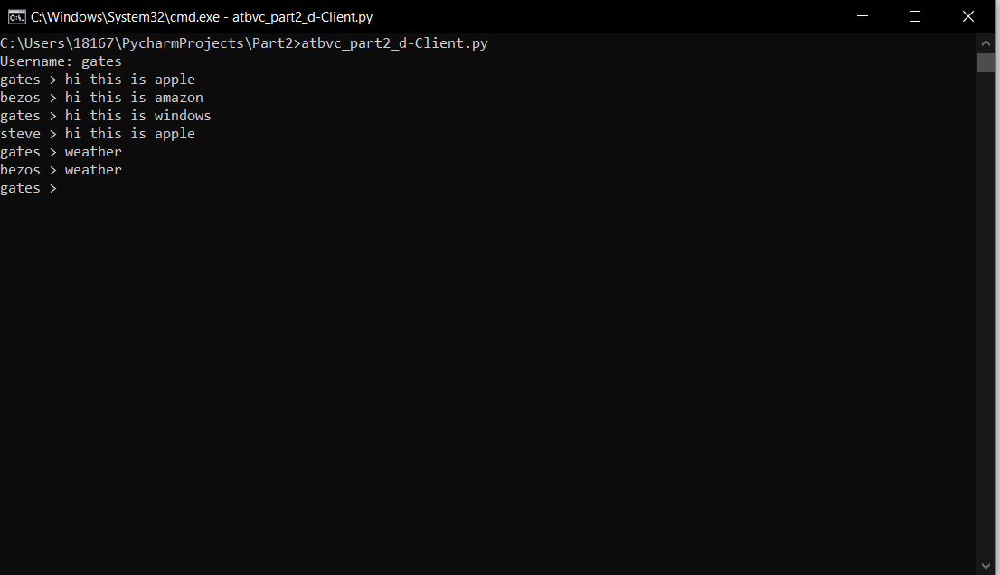 C:\Windows\System32\cmd.exe - atbvc_part2_d-Client.py
C:\Users\18167\PycharmProjects\Part2>atbvc_part2_d-Client.py
Username: gates
gates > hi this is apple
bezos > hi this is amazon
gates > hi this is windows
steve > hi this is apple
gates > weather
bezos > weather
gates >